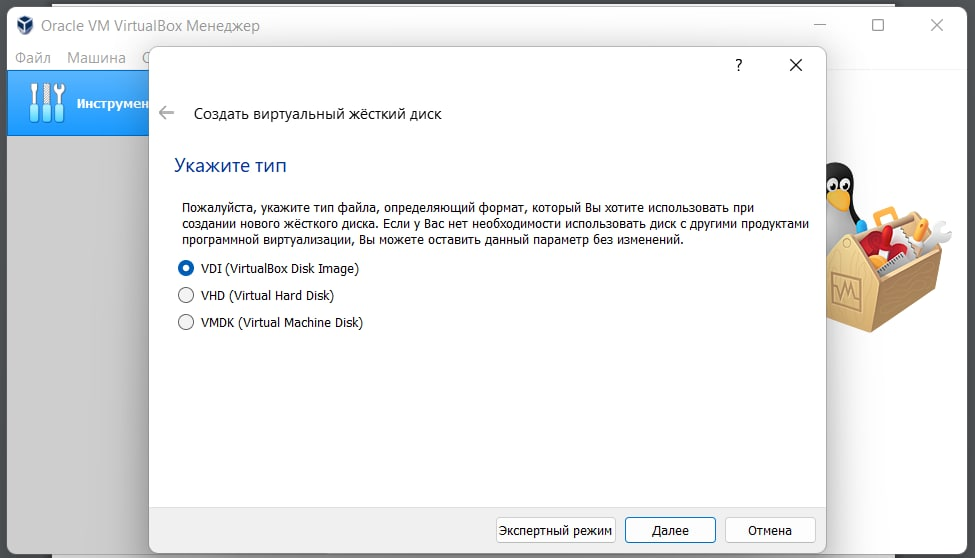 Oracle VM VirtualBox Менеджер
Файл Машина
?
Создать виртуальный жёсткий диск
Укажите тип
Пожалуйста, укажите тип файла, определяющий формат, который Вы хотите использовать при
создании нового жёсткого диска. Если у Вас нет необходимости использовать диск с другими продуктами
программной виртуализации, Вы можете оставить данный параметр без изменений.
VDI (VirtualBox Disk Image)
VHD (Virtual Hard Disk)
VMDK (Virtual Machine Disk)
Экспертный режим Далее Отмена